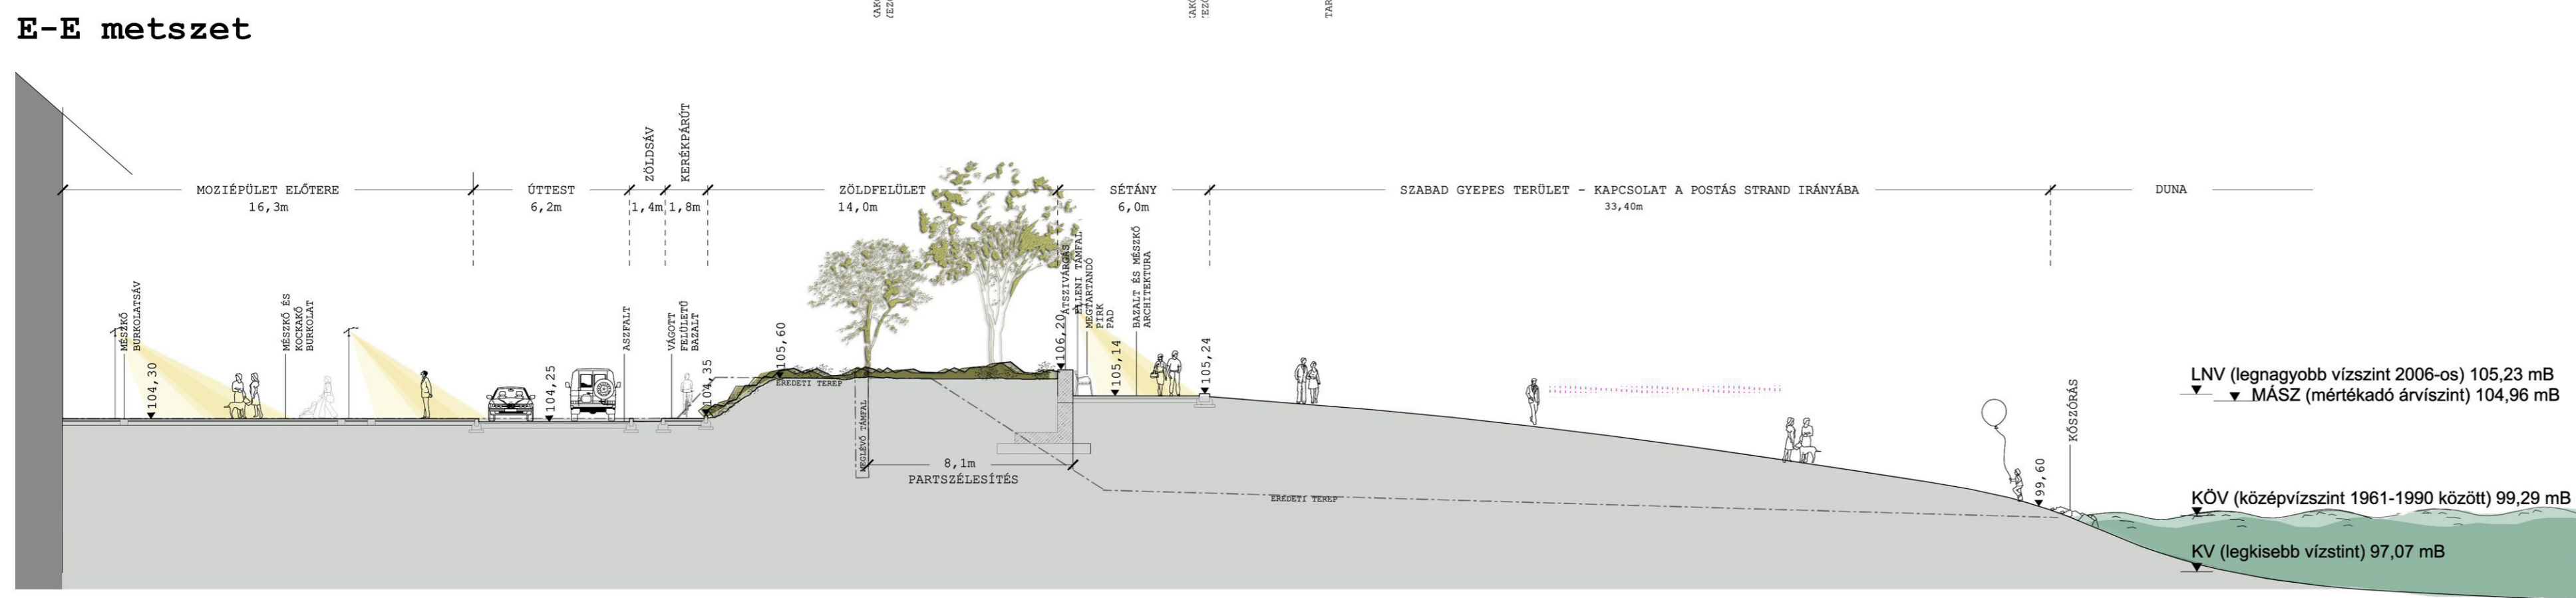 E-E metszet
ZÖLDSÁV
KERÉKPÁRÚT
MOZIÉPÜLET ELŐTERE
16,3m
ÚTTEST
6,2m
1,4m
1,8m
ZÖLDFELÜLET
14,0m
SÉTÁNY
6,0m
SZABAD GYEPES TERÜLET - KAPCSOLAT A POSTÁS STRAND IRÁNYÁBA
33,40m
DUNA
MÉSZKŐ
BURKOLATSÁV
104,30
MÉSZKŐ ÉS
KOCKAKŐ
BURKOLAT
104,25
ASZFALT
VÁGOTT
FELÜLETŰ
BAZALT
104,35
105,60
EREDETI TEREP
MEGLÉVŐ TÁMFAL
106,20
ÁTSZIVÁRGÁS
ELLENI TÁMFAL
MEGTARTANDÓ
PIRK
PAD
105,14
BAZALT ÉS MÉSZKŐ
ARCHITEKTURA
105,24
8,1m
PARTSZÉLESÍTÉS
EREDETI TEREP
99,60
KŐSZÓRÁS
LNV (legnagyobb vízszint 2006-os) 105,23 mB
MÁSZ (mértékadó árvíszint) 104,96 mB
KÖV (középvízszint 1961-1990 között) 99,29 mB
KV (legkisebb vízstint) 97,07 mB